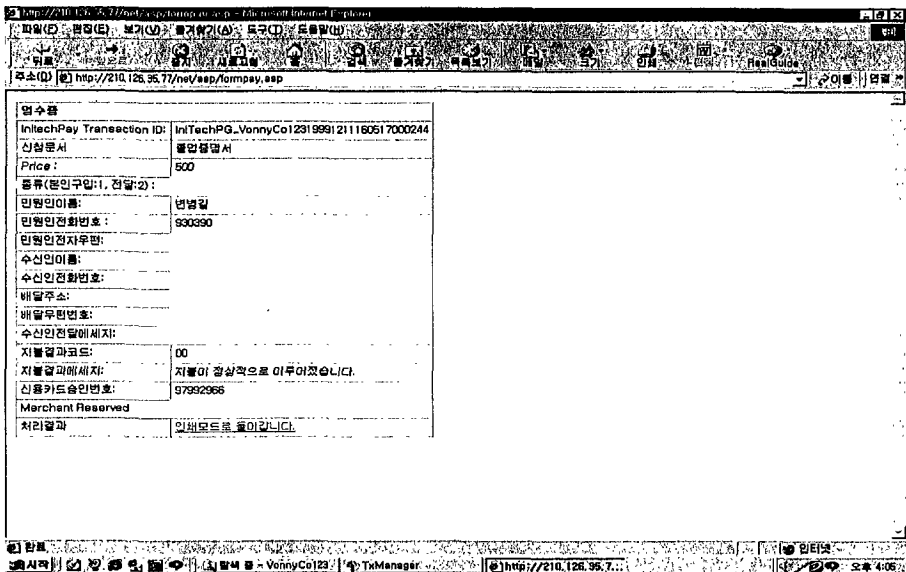 http://210.126.95.77/net/asp/formpay.asp - Microsoft Internet Explorer
파일(F) 편집(E) 보기(V) 즐겨찾기(A) 도구(T) 도움말(H)
뒤로 중지 새로고침 홈 검색 즐겨찾기 목록보기 메일 크기 인쇄 RealGuide
주소(D) http://210.126.95.77/net/asp/formpay.asp 이동 연결 »
영수증
InitechPay Transaction ID: IniTechPG_VonnyCo12319991211160517000244
신청문서 졸업증명서
Price : 500
종류(본인구입:1, 전달:2) :
민원인이름: 변병길
민원인전화번호 : 930390
민원인전자우편:
수신인이름:
수신인전화번호:
배달주소:
배달우편번호:
수신인전달메세지:
지불결과코드: 00
지불결과메세지: 지불이 정상적으로 이루어졌습니다.
신용카드승인번호: 97992966
Merchant Reserved
처리결과 인쇄모드로 들어갑니다.
완료 인터넷
시작 탐색 중 - VonnyCo123 TxManager http://210.126.95.7... 오후 4:05